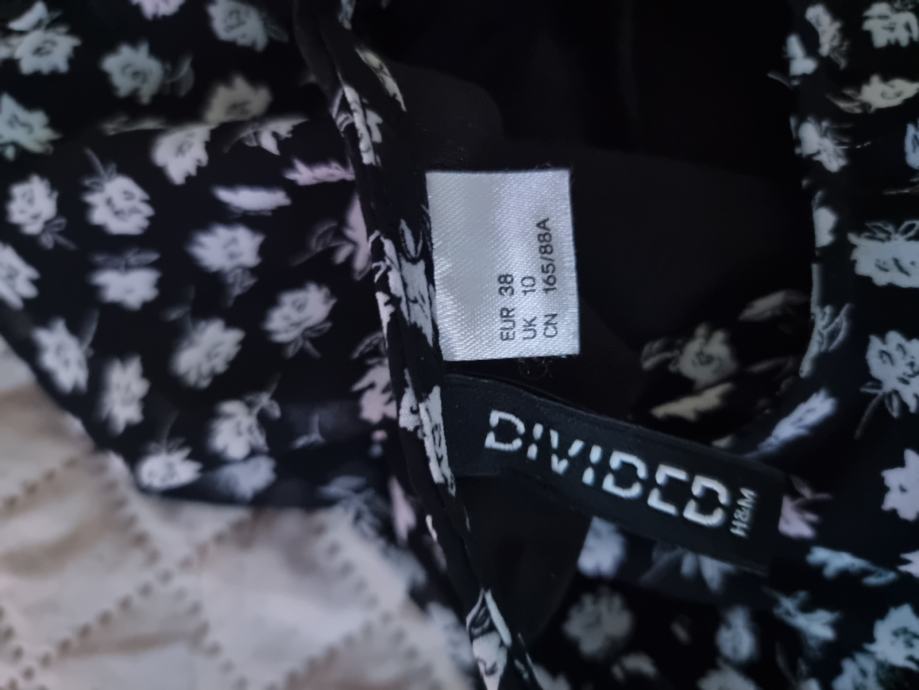 EUR 38
UK 10
CN 165/88A
DIVIDED
H&M